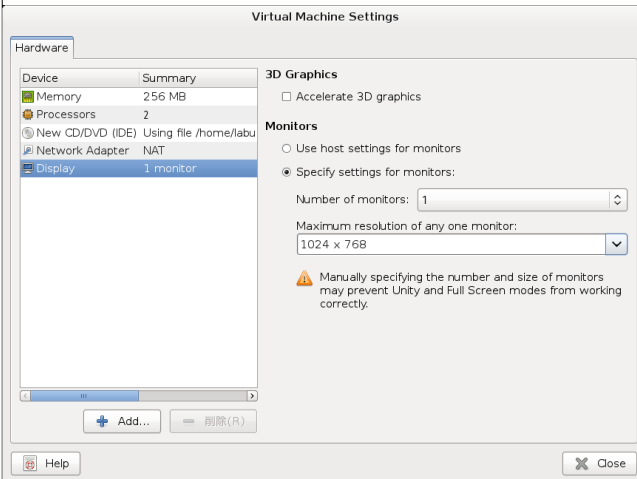 Virtual Machine Settings
Hardware
Device Summary
Memory 256 MB
Processors 2
New CD/DVD (IDE) Using file /home/labu
Network Adapter NAT
Display 1 monitor
Add...
削除(R)
3D Graphics
Accelerate 3D graphics
Monitors
Use host settings for monitors
Specify settings for monitors:
Number of monitors: 1
Maximum resolution of any one monitor:
1024 x 768
Manually specifying the number and size of monitors
may prevent Unity and Full Screen modes from working
correctly.
Help
Close